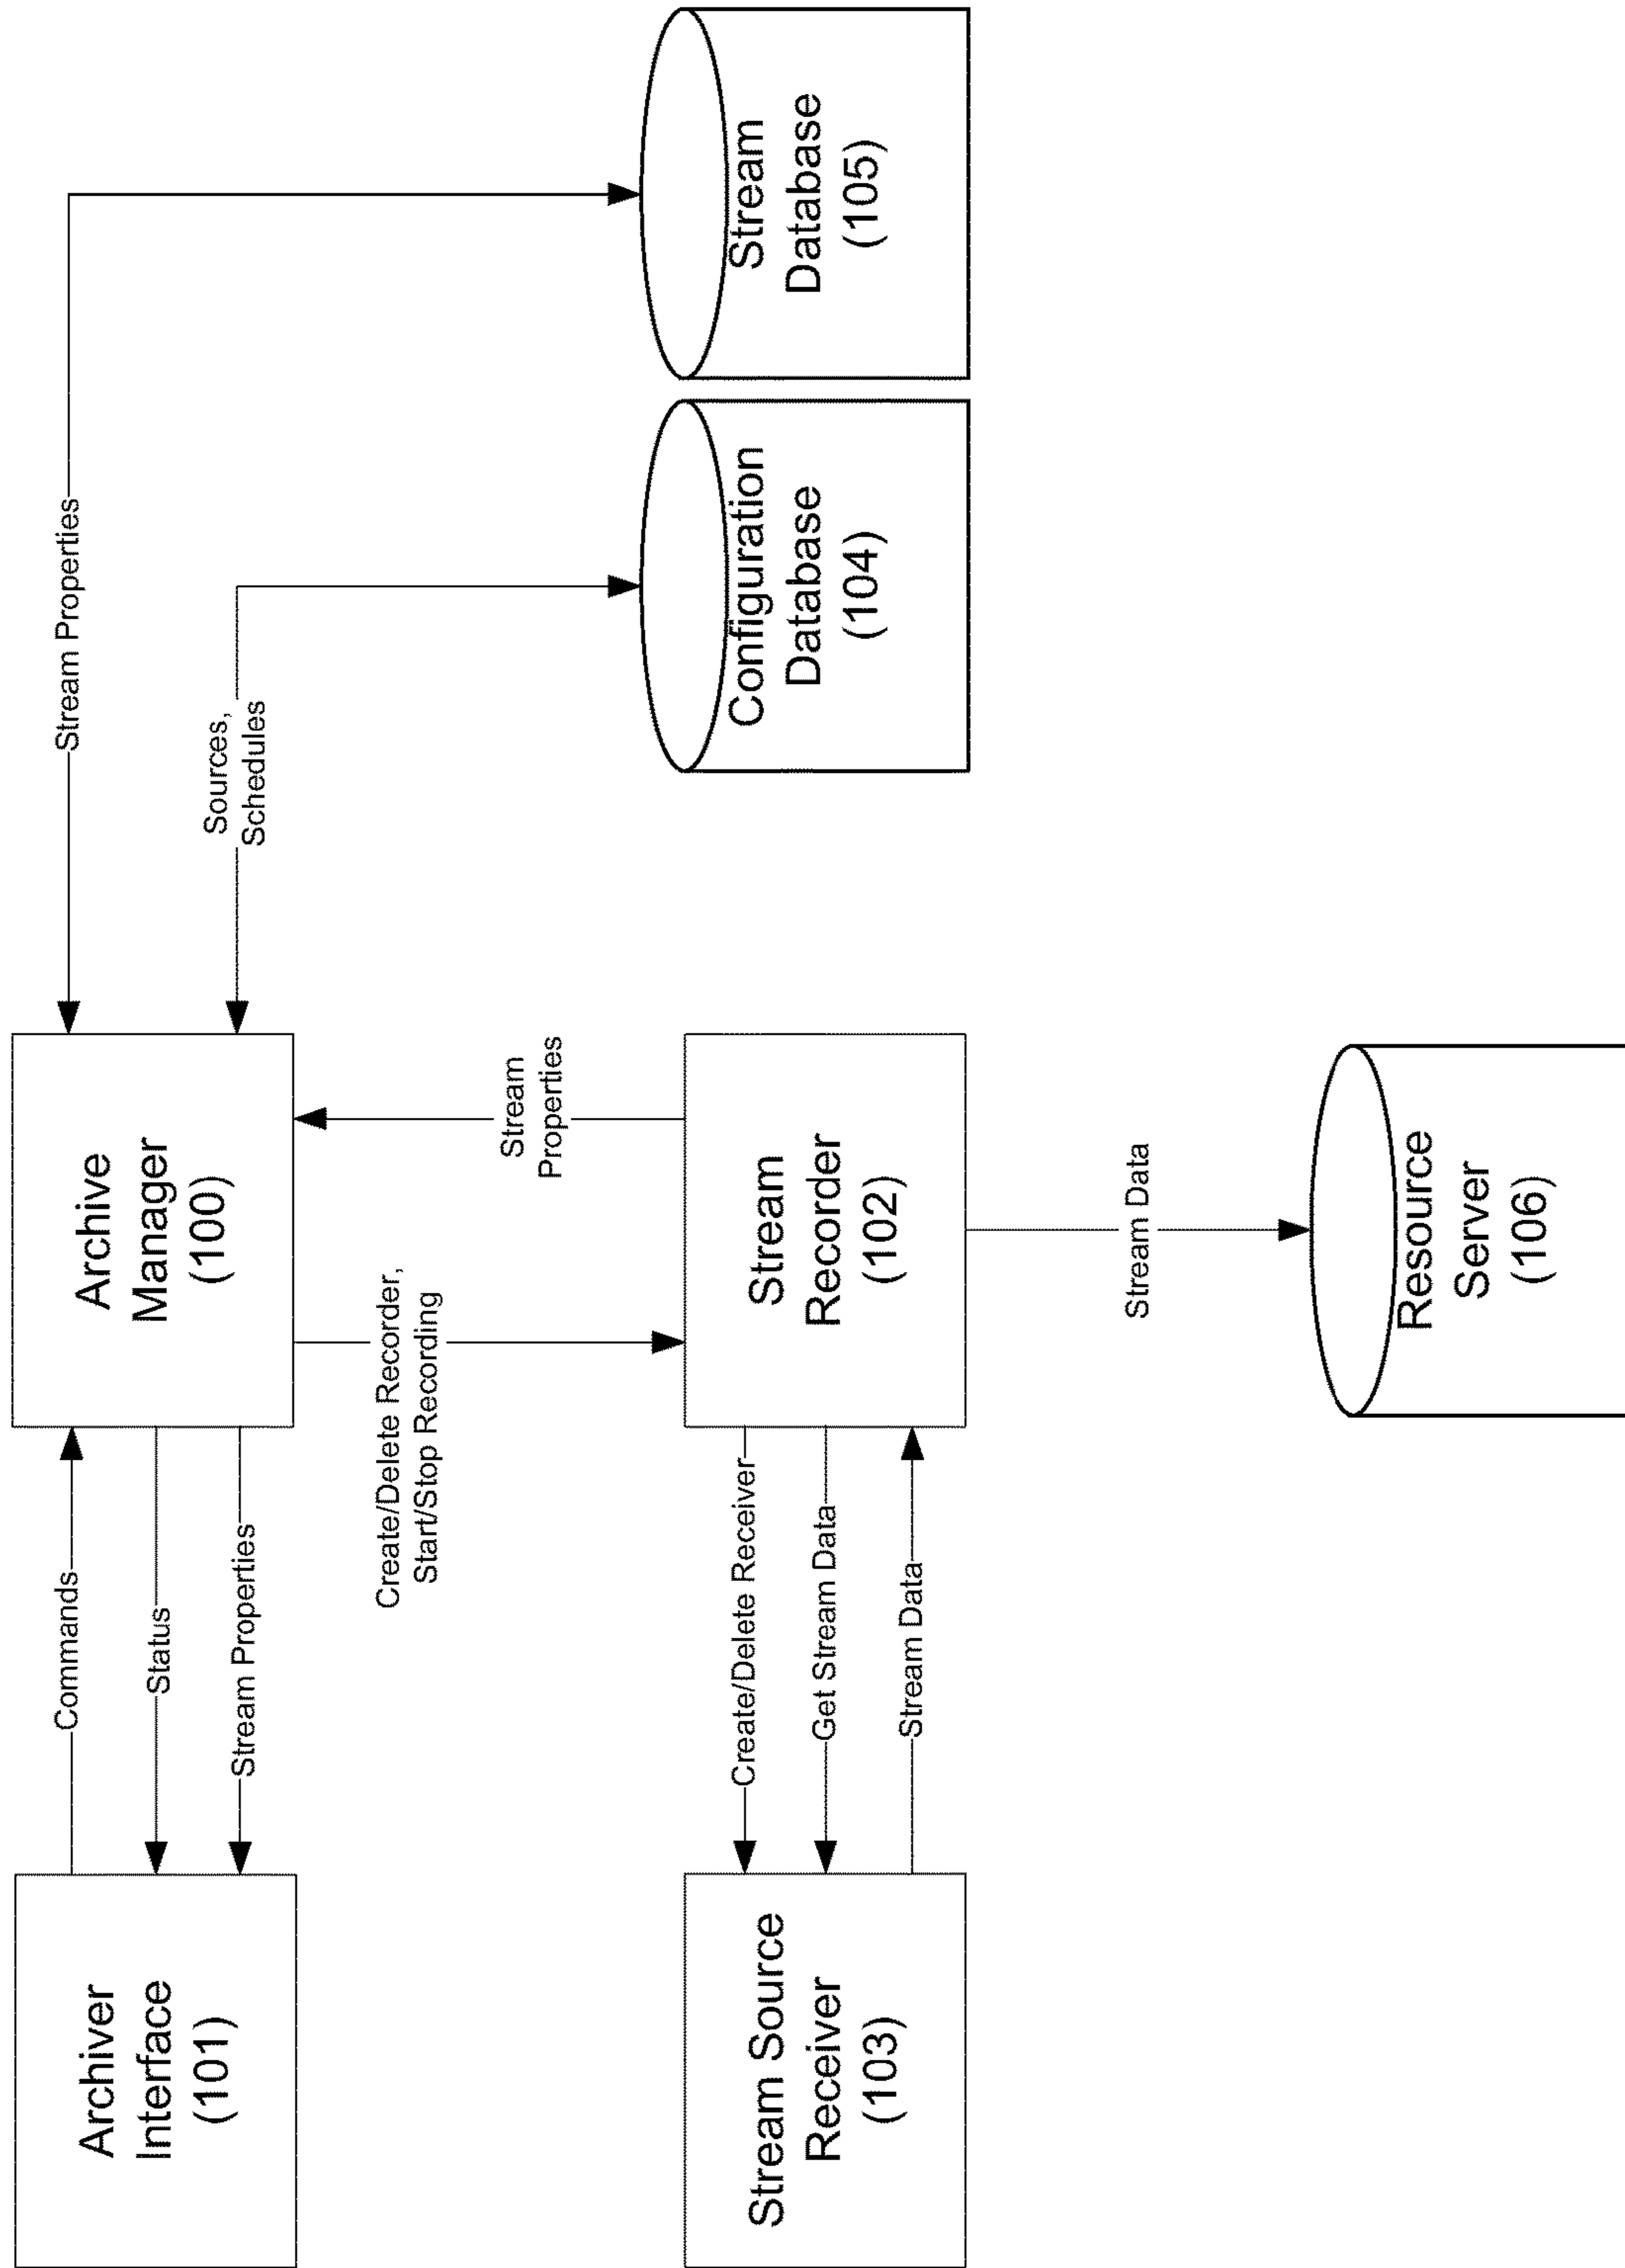 Archiver
Interface
(101)
Commands
Status
Stream Properties
Archive
Manager
(100)
Stream Properties
Sources,
Schedules
Create/Delete Recorder,
Start/Stop Recording
Stream
Properties
Stream Source
Receiver
(103)
Create/Delete Receiver
Get Stream Data
Stream Data
Stream
Recorder
(102)
Configuration
Database
(104)
Stream
Database
(105)
Stream Data
Resource
Server
(106)